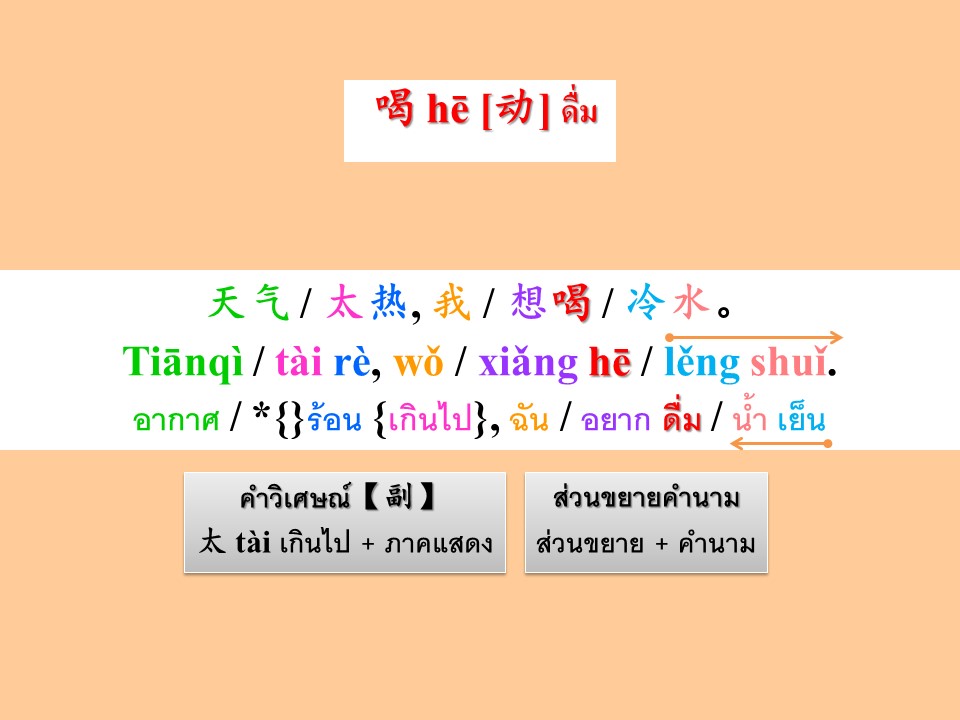 喝 hē [动] ดื่ม
天气 / 太热, 我 / 想喝 / 冷水。
Tiānqì / tài rè, wǒ / xiǎng hē / lěng shuǐ.
อากาศ / *{}ร้อน {เกินไป}, ฉัน / อยาก ดื่ม / น้ำ เย็น
คำวิเศษณ์【副】
太 tài เกินไป + ภาคแสดง
ส่วนขยายคำนาม
ส่วนขยาย + คำนาม